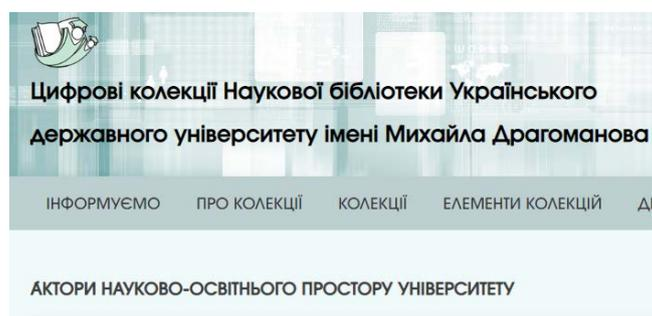 WORLD
Цифрові колекції Наукової бібліотеки Українського
державного університету імені Михайла Драгоманова
ІНФОРМУЄМО ПРО КОЛЕКЦІЇ КОЛЕКЦІЇ ЕЛЕМЕНТИ КОЛЕКЦІЙ
АКТОРИ НАУКОВО-ОСВІТНЬОГО ПРОСТОРУ УНІВЕРСИТЕТУ